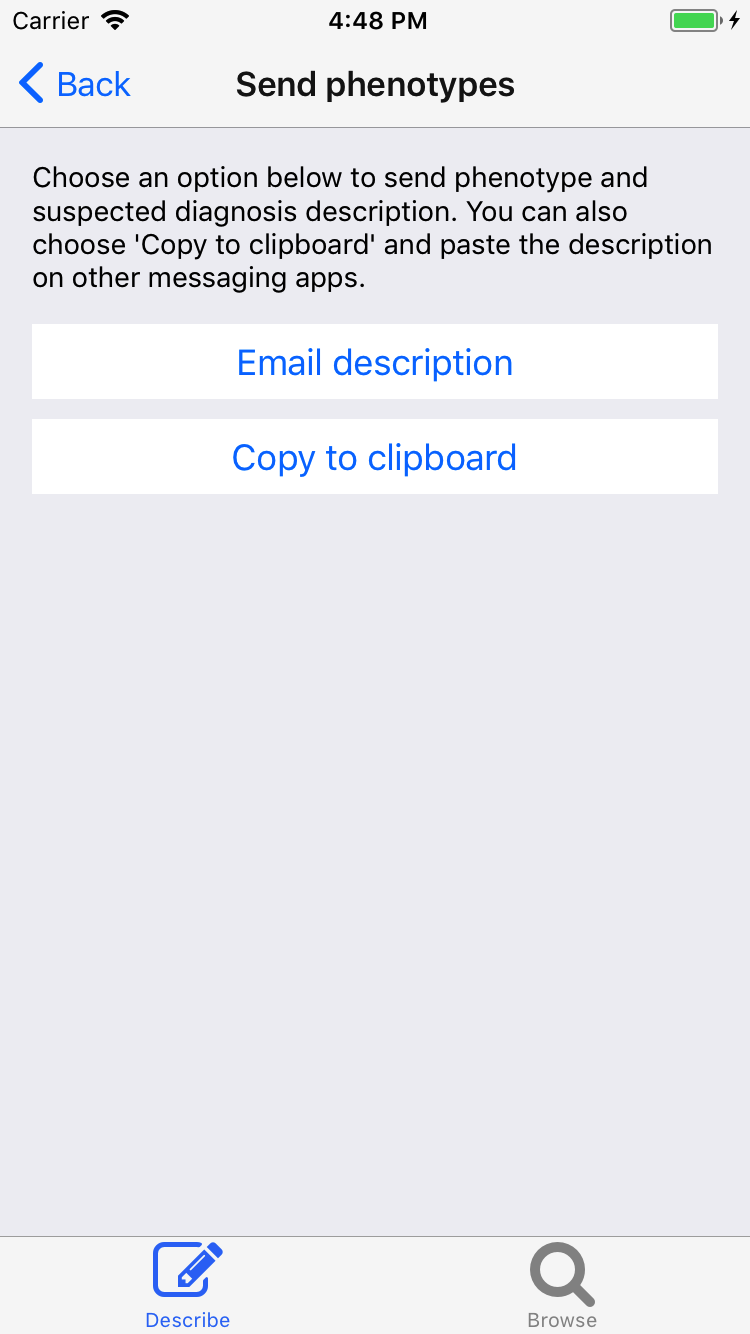 Carrier 4:48 PM
Back Send phenotypes
Choose an option below to send phenotype and
suspected diagnosis description. You can also
choose 'Copy to clipboard' and paste the description
on other messaging apps.
Email description
Copy to clipboard
Describe Browse